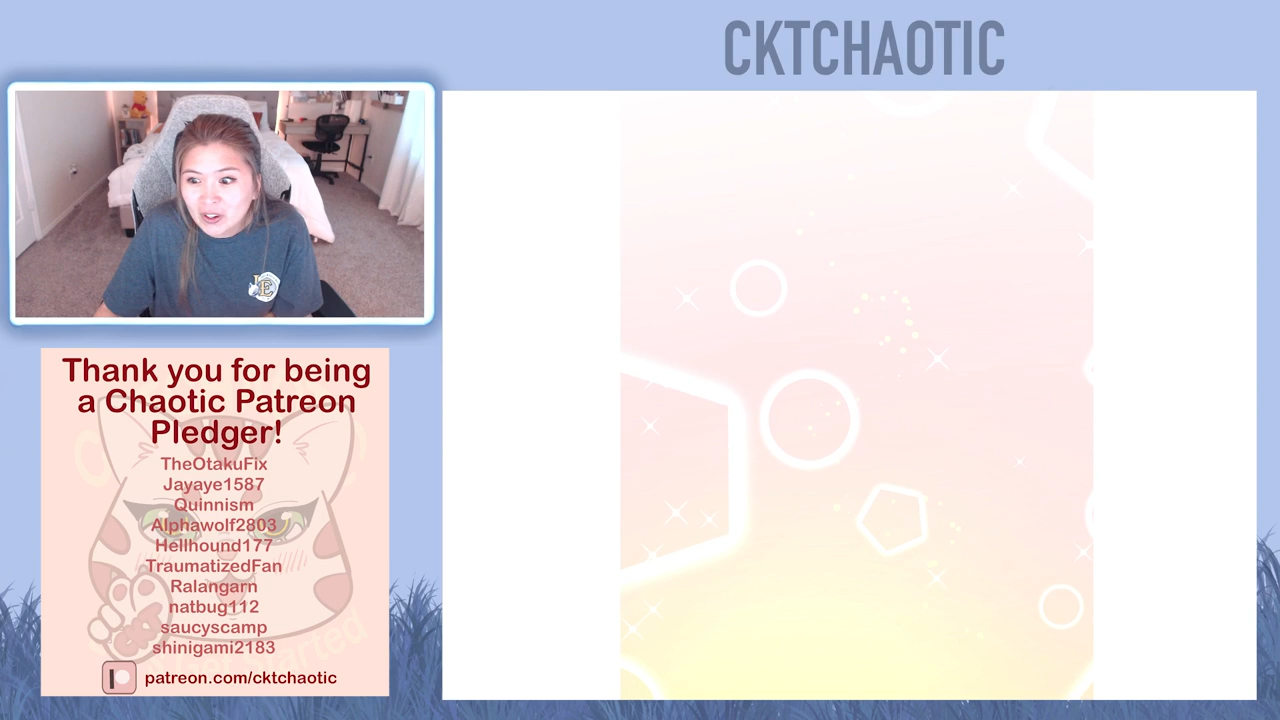 CKTCHAOTIC
Thank you for being
a Chaotic Patreon
Pledger!
TheOtakuFix
Jayaye1587
Quinnism
Alphawolf2803
Hellhound177
TraumatizedFan
Ralangarn
natbug112
saucyscamp
shinigami2183
patreon.com/cktchaotic